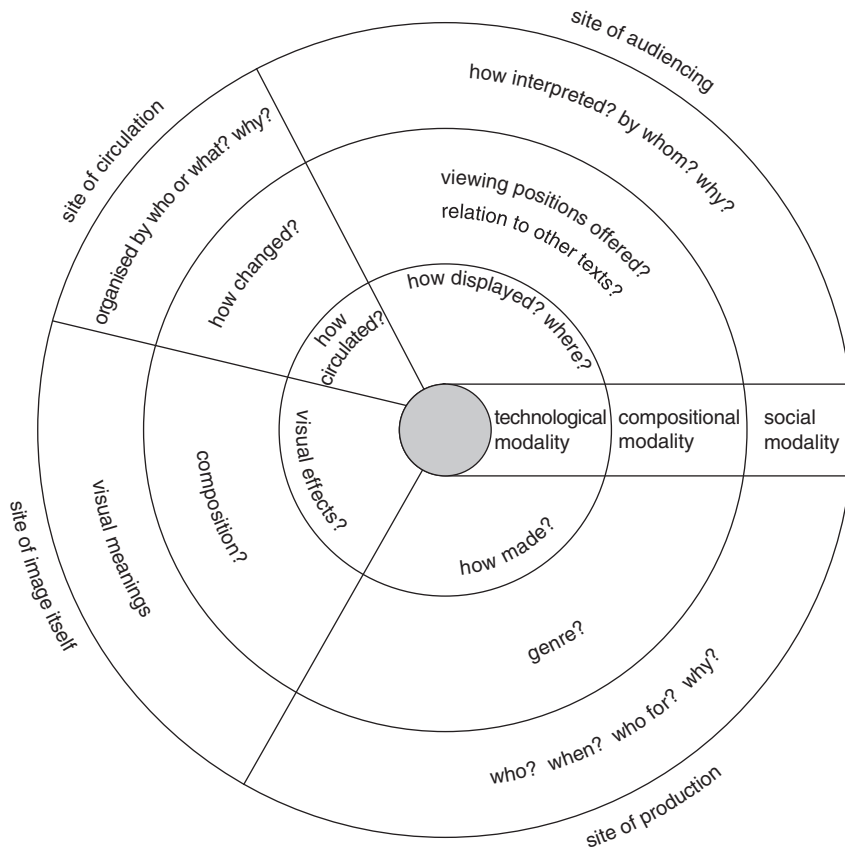 site of audiencing
how interpreted? by whom? why?
viewing positions offered?
relation to other texts?
how displayed? where?
site of circulation
organised by who or what? why?
how changed?
how
circulated?
technological
modality
compositional
modality
social
modality
site of image itself
visual meanings
composition?
visual effects?
how made?
genre?
who? when? who for? why?
site of production